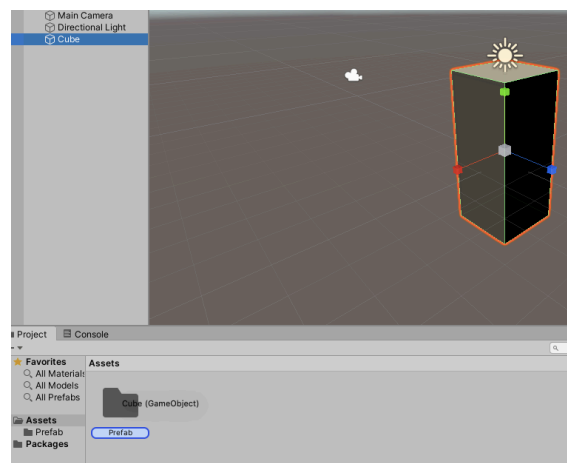 Main Camera
Directional Light
Cube
Project
Console
Favorites
All Materials
All Models
All Prefabs
Assets
Prefab
Packages
Assets
Cube (GameObject)
Prefab